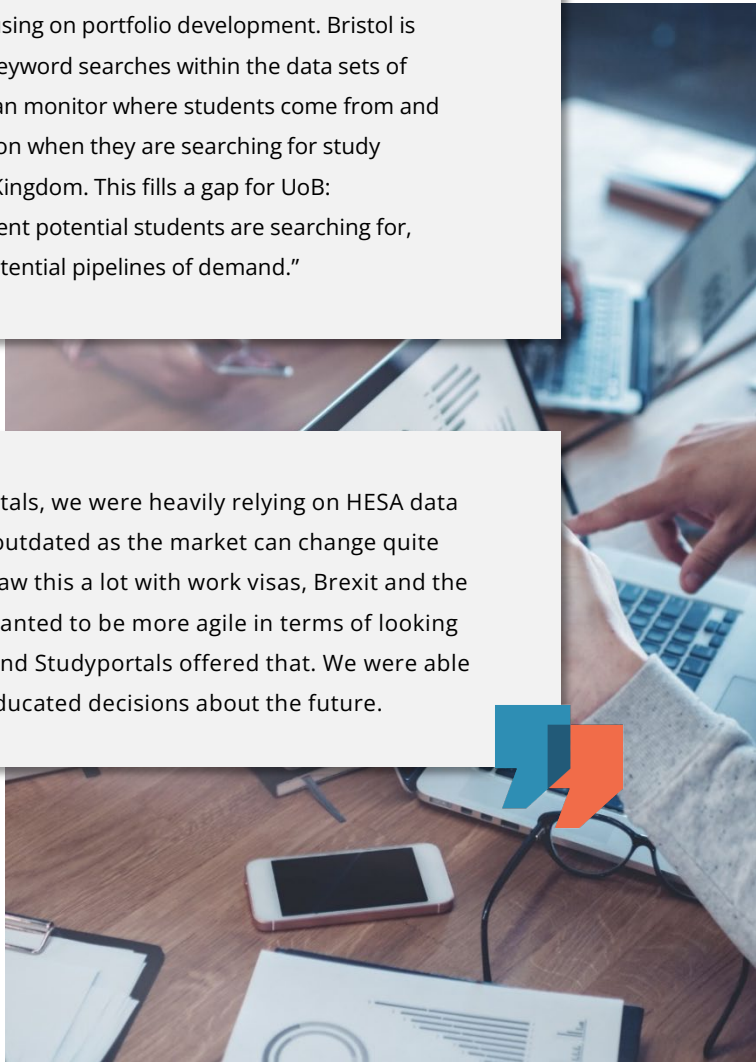 sing on portfolio development. Bristol is
eyword searches within the data sets of
an monitor where students come from and
on when they are searching for study
Kingdom. This fills a gap for UoB:
ent potential students are searching for,
tential pipelines of demand.”
tals, we were heavily relying on HESA data
outdated as the market can change quite
aw this a lot with work visas, Brexit and the
anted to be more agile in terms of looking
nd Studyportals offered that. We were able
ducated decisions about the future.